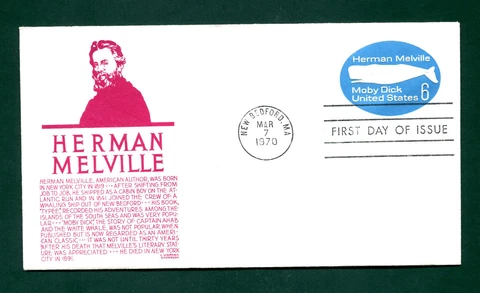 HERMAN
MELVILLE
HERMAN MELVILLE, AMERICAN AUTHOR, WAS BORN
IN NEW YORK CITY IN 1819 --- AFTER SHIFTING FROM
JOB TO JOB, HE SHIPPED AS A CABIN BOY ON THE AT-
LANTIC RUN AND IN 1841 JOINED THE CREW OF A
WHALING SHIP OUT OF NEW BEDFORD --- HIS BOOK,
"TYPEE", RECORDED HIS ADVENTURES AMONG THE
ISLANDS OF THE SOUTH SEAS AND WAS VERY POPU-
LAR --- "MOBY DICK", THE STORY OF CAPTAIN AHAB
AND THE WHITE WHALE, WAS NOT POPULAR WHEN
PUBLISHED BUT IS NOW REGARDED AS AN AMERI-
CAN CLASSIC --- IT WAS NOT UNTIL THIRTY YEARS
AFTER HIS DEATH THAT MELVILLE'S LITERARY STAT-
URE WAS APPRECIATED --- HE DIED IN NEW YORK
CITY IN 1891.
NEW BEDFORD, MA
MAR
7
1970
Herman Melville
Moby Dick
United States 6
FIRST DAY OF ISSUE